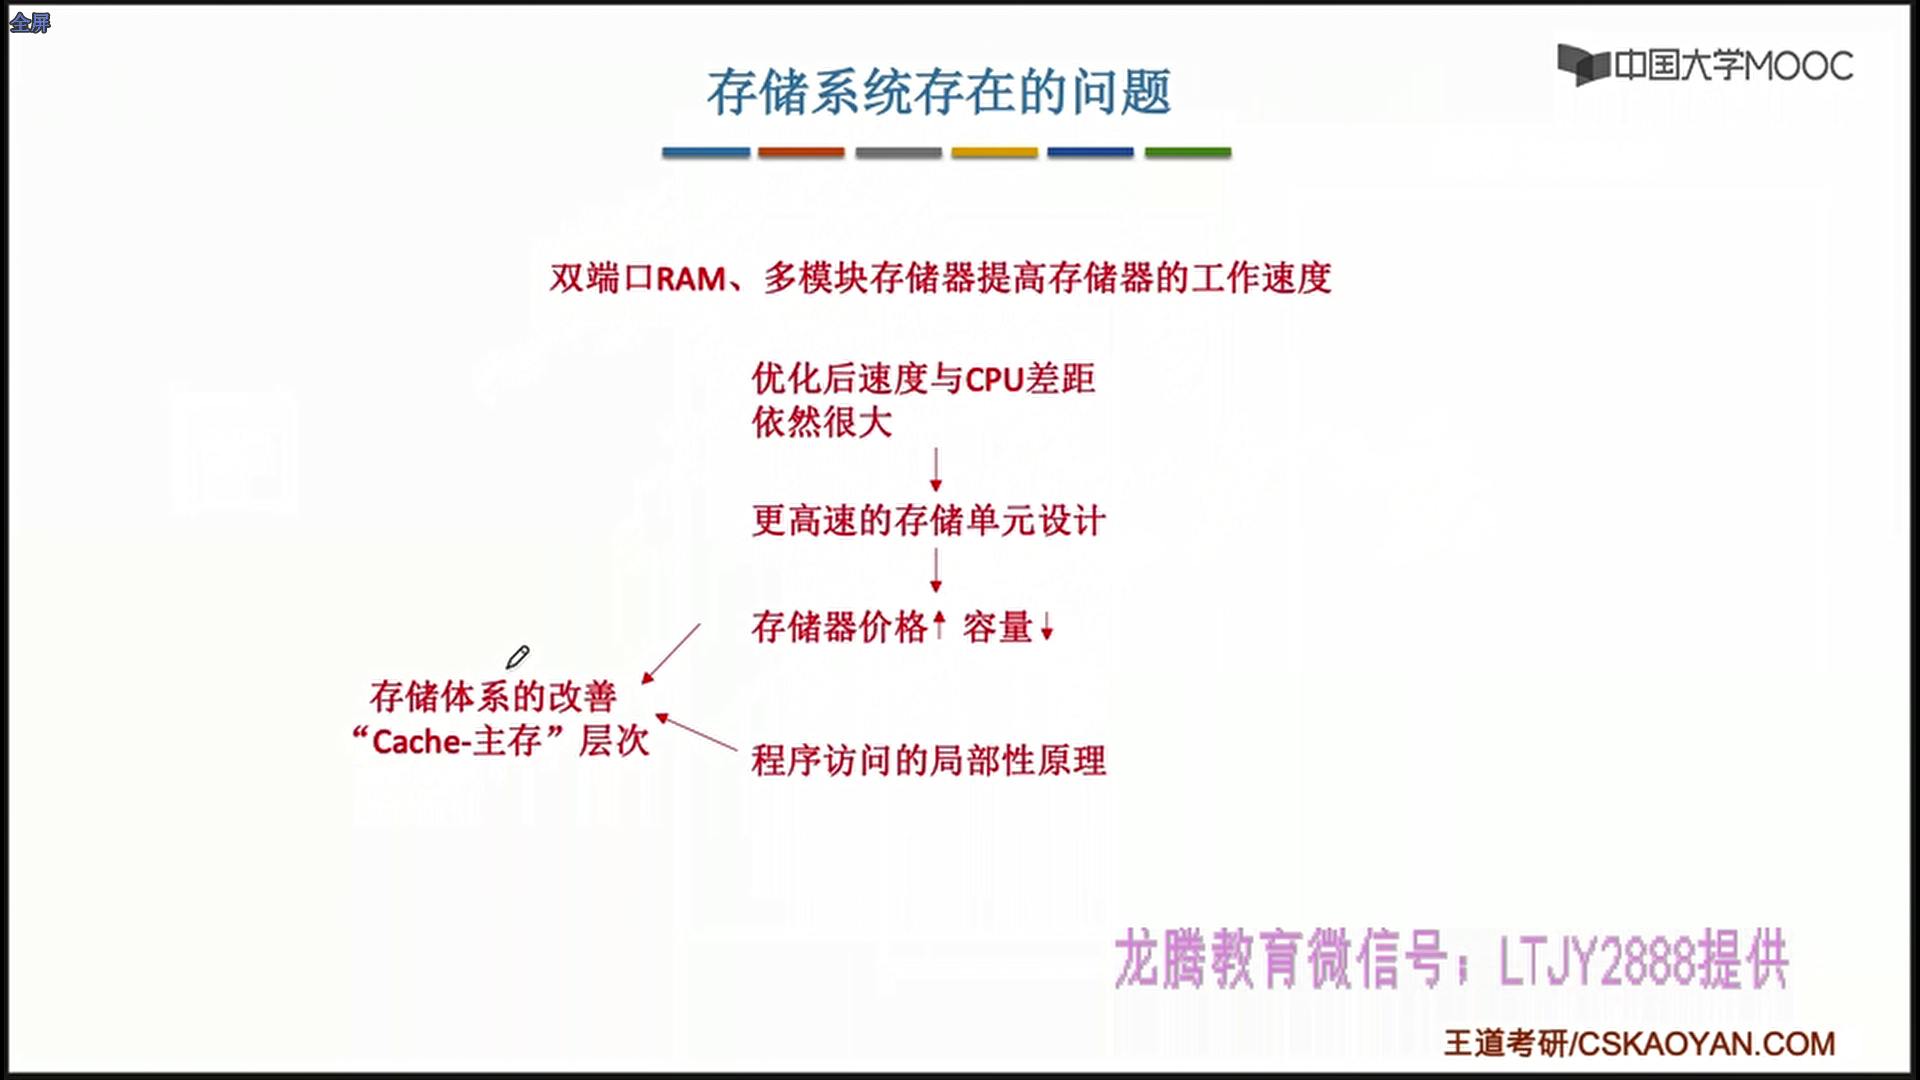 全屏
中国大学MOOC
存储系统存在的问题
双端口RAM、多模块存储器提高存储器的工作速度
优化后速度与CPU差距
依然很大
更高速的存储单元设计
存储器价格 容量
存储体系的改善
“Cache-主存”层次
程序访问的局部性原理
龙腾教育微信号：LTJY2888提供
王道考研/CSKAOYAN.COM